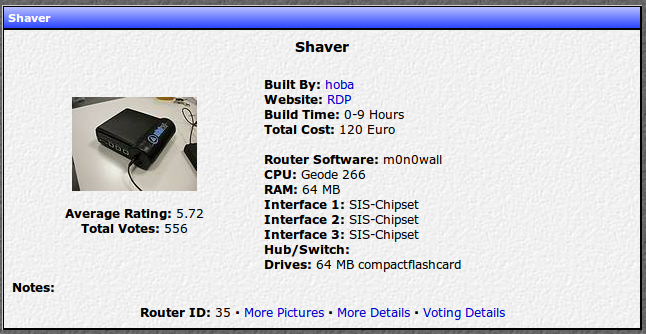 Shaver
Shaver
Built By: hoba
Website: RDP
Build Time: 0-9 Hours
Total Cost: 120 Euro
Router Software: m0n0wall
CPU: Geode 266
RAM: 64 MB
Interface 1: SIS-Chipset
Interface 2: SIS-Chipset
Interface 3: SIS-Chipset
Hub/Switch:
Drives: 64 MB compactflashcard
Average Rating: 5.72
Total Votes: 556
Notes:
Router ID: 35 · More Pictures · More Details · Voting Details